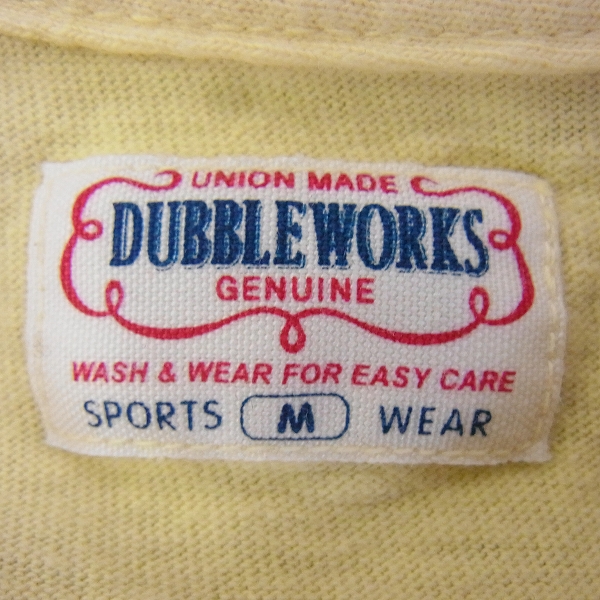 UNION MADE
DUBBLEWORKS
GENUINE
WASH & WEAR FOR EASY CARE
SPORTS M WEAR